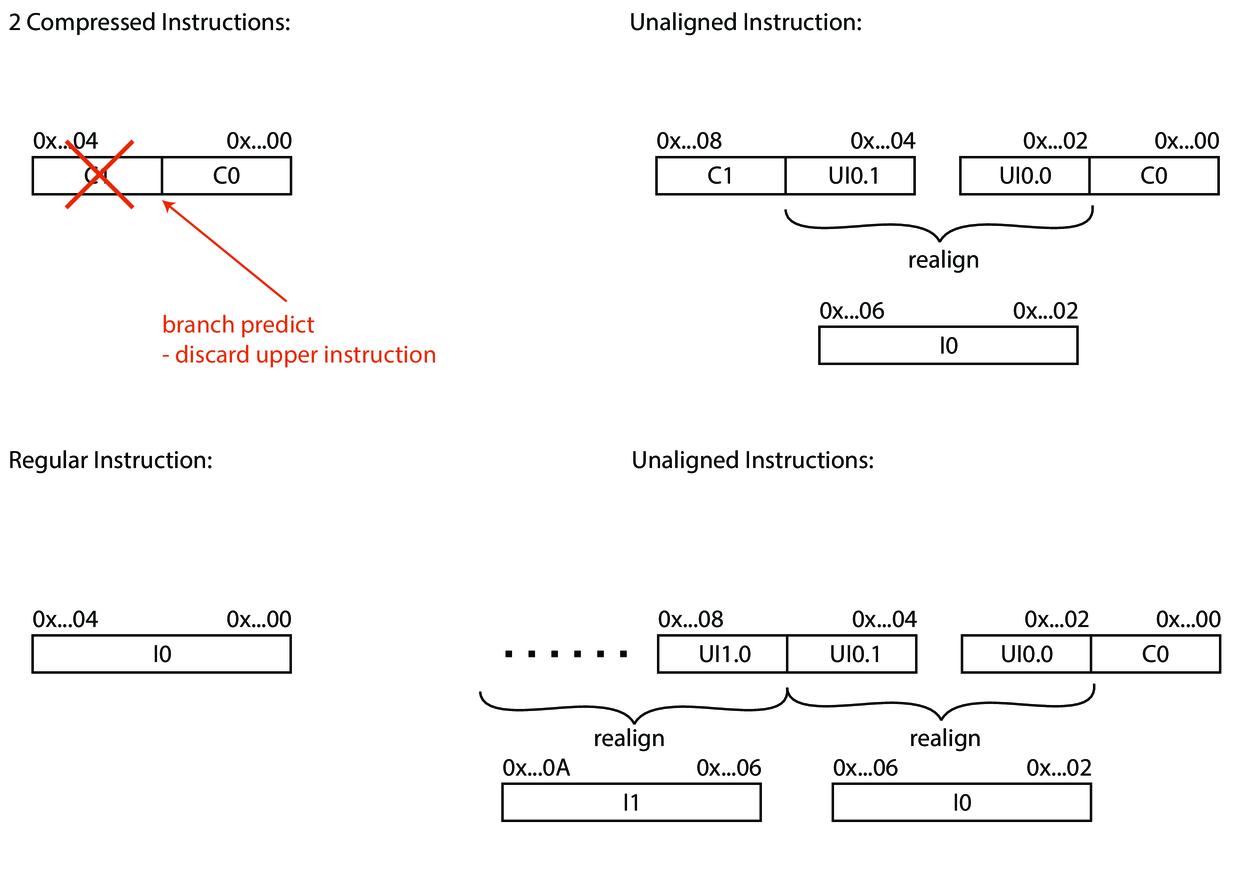 2 Compressed Instructions:
0x...04 0x...00
C1 C0
branch predict
- discard upper instruction
Unaligned Instruction:
0x...08 0x...04 0x...02 0x...00
C1 UI0.1 UI0.0 C0
realign
0x...06 0x...02
I0
Regular Instruction:
0x...04 0x...00
I0
Unaligned Instructions:
0x...08 0x...04 0x...02 0x...00
UI1.0 UI0.1 UI0.0 C0
realign realign
0x...0A 0x...06 0x...06 0x...02
I1 I0